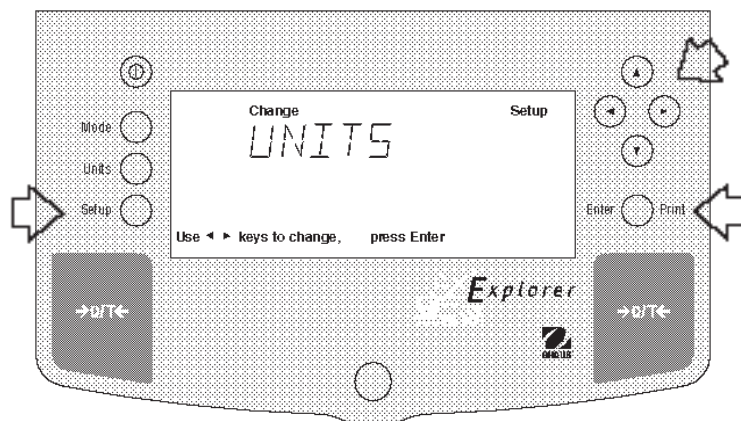 Change Setup
UNITS
Use ◄ ► keys to change, press Enter
Mode
Units
Setup
Enter Print
→0/T←
→0/T←
Explorer
OHAUS